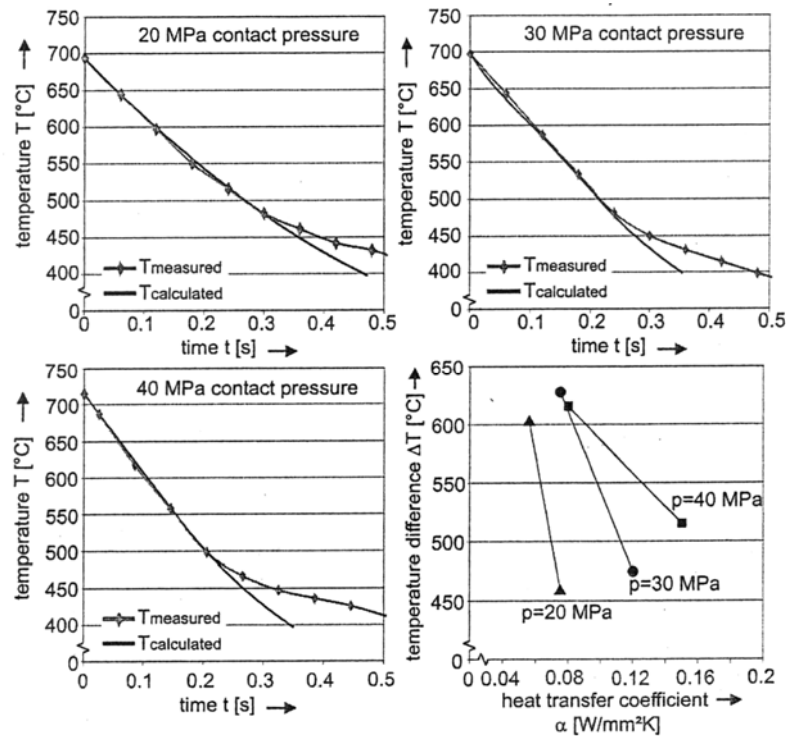 20 MPa contact pressure
temperature T [°C]
750
700
650
600
550
500
450
400
0
Tmeasured
Tcalculated
0 0.1 0.2 0.3 0.4 0.5
time t [s]
30 MPa contact pressure
temperature T [°C]
750
700
650
600
550
500
450
400
0
Tmeasured
Tcalculated
0 0.1 0.2 0.3 0.4 0.5
time t [s]
40 MPa contact pressure
temperature T [°C]
750
700
600
550
500
450
400
0
Tmeasured
Tcalculated
0 0.1 0.2 0.3 0.4 0.5
time t [s]
temperature difference ΔT [°C]
650
600
550
500
450
0
p=40 MPa
p=30 MPa
p=20 MPa
0 0.04 0.08 0.12 0.16 0.2
heat transfer coefficient
α [W/mm²K]